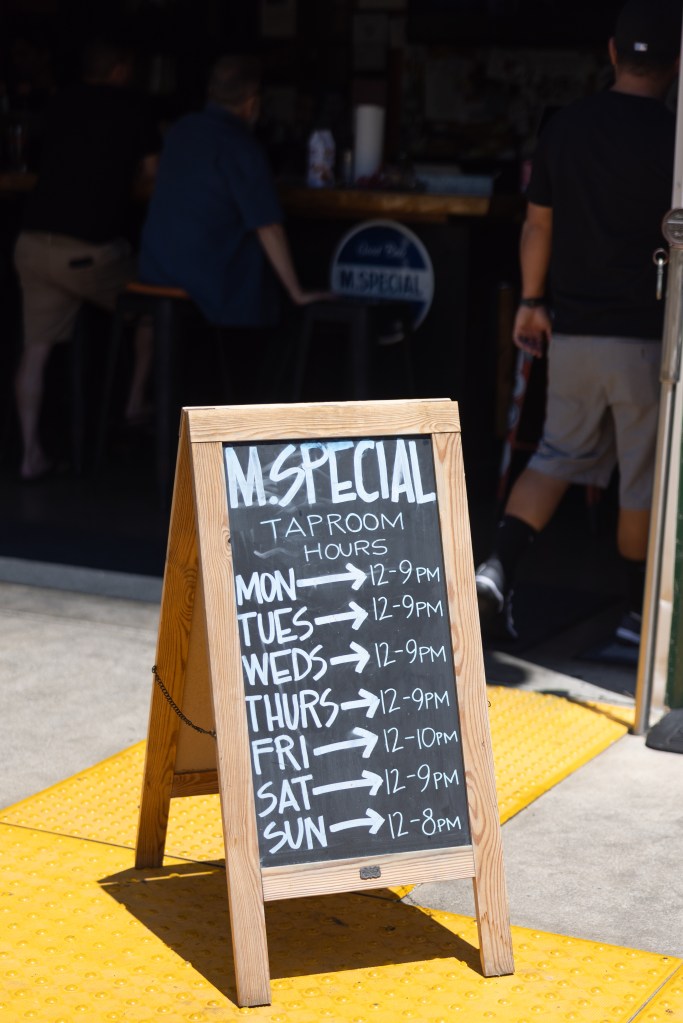 M.SPECIAL
M.SPECIAL
TAPROOM
HOURS
MON → 12-9PM
TUES → 12-9PM
WEDS → 12-9PM
THURS → 12-9PM
FRI → 12-10PM
SAT → 12-9PM
SUN → 12-8PM